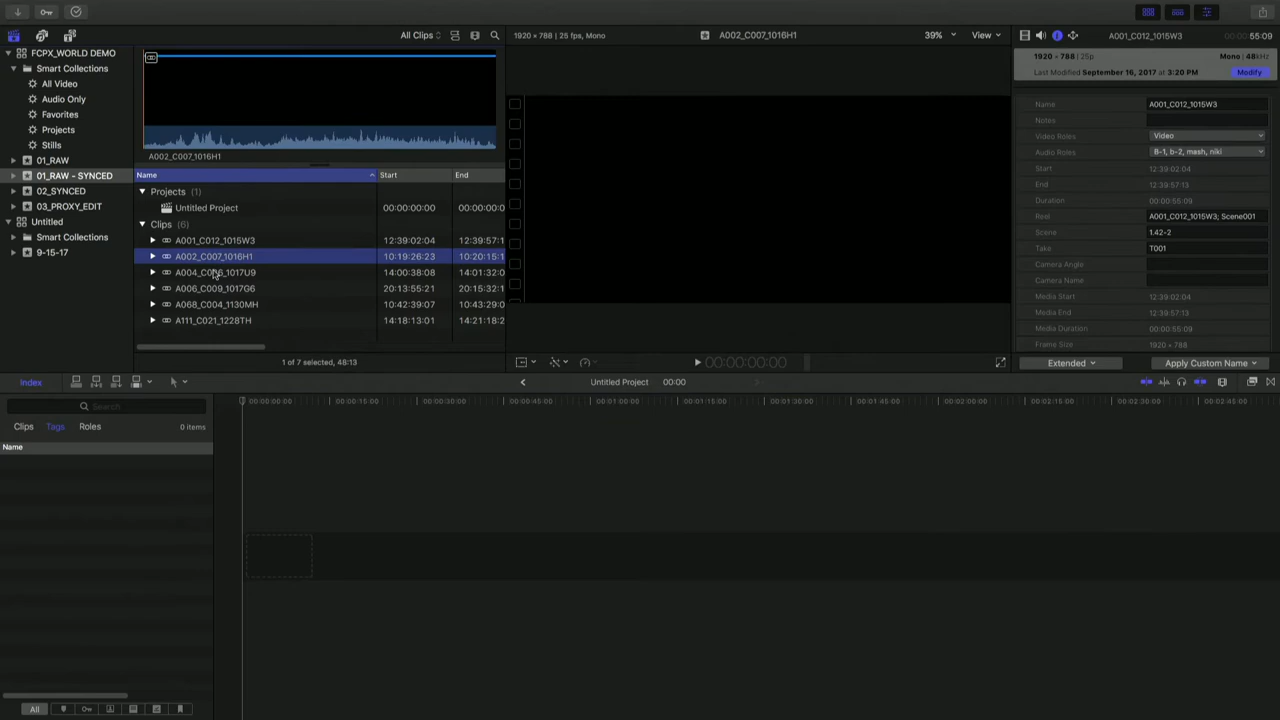 All Clips
1920 × 788 | 25 fps, Mono
A002_C007_1016H1
39%
View
A001_C012_1015W3
00:00:55:09
FCPX_WORLD DEMO
Smart Collections
All Video
Audio Only
Favorites
Projects
Stills
01_RAW
01_RAW - SYNCED
02_SYNCED
03_PROXY_EDIT
Untitled
Smart Collections
9-15-17
A002_C007_1016H1
Name Start End
Projects (1)
Untitled Project 00:00:00:00 00:00:0
Clips (6)
A001_C012_1015W3 12:39:02:04 12:39:57:1
A002_C007_1016H1 10:19:26:23 10:20:15:1
14:00:38:08 14:01:32:0
A006_C009_1017G6 20:13:55:21 20:15:32:1
A068_C004_1130MH 10:42:39:07 10:43:29:0
A111_C021_1228TH 14:18:13:01 14:21:18:2
1 of 7 selected, 48:13
00:00:00:00
1920 × 788 | 25p Mono | 48kHz
Last Modified September 16, 2017 at 3:20 PM Modify
Name A001_C012_1015W3
Notes
Video Roles Video
Audio Roles B-1, b-2, mash, niki
Start 12:39:02:04
End 12:39:57:13
Duration 00:00:55:09
Reel A001_C012_1015W3; Scene001
Scene 1.42-2
Take T001
Camera Angle
Camera Name
Media Start 12:39:02:04
Media End 12:39:57:13
Media Duration 00:00:55:09
Frame Size 1920 × 788
Extended Apply Custom Name
Index
Untitled Project 00:00
Search
Clips Tags Roles 0 items
Name
00:00:00:00 00:00:15:00 00:00:30:00 00:00:45:00 00:01:00:00 00:01:15:00 00:01:30:00 00:01:45:00 00:02:00:00 00:02:15:00 00:02:30:00 00:02:45:00
All